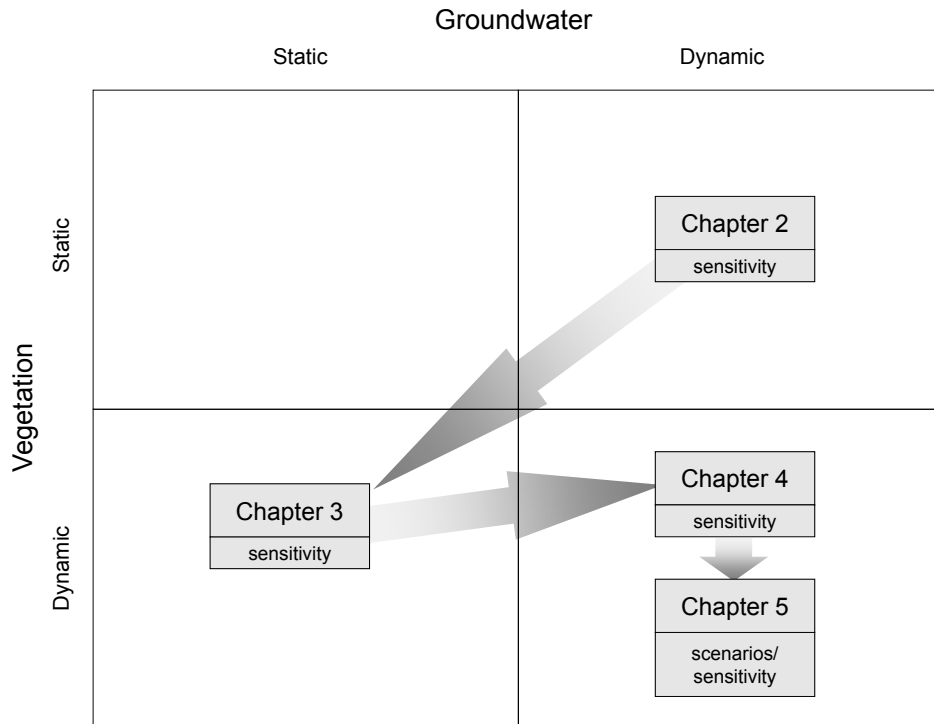 Groundwater
Static
Dynamic
Vegetation
Static
Chapter 2
sensitivity
Dynamic
Chapter 3
sensitivity
Chapter 4
sensitivity
Chapter 5
scenarios/
sensitivity